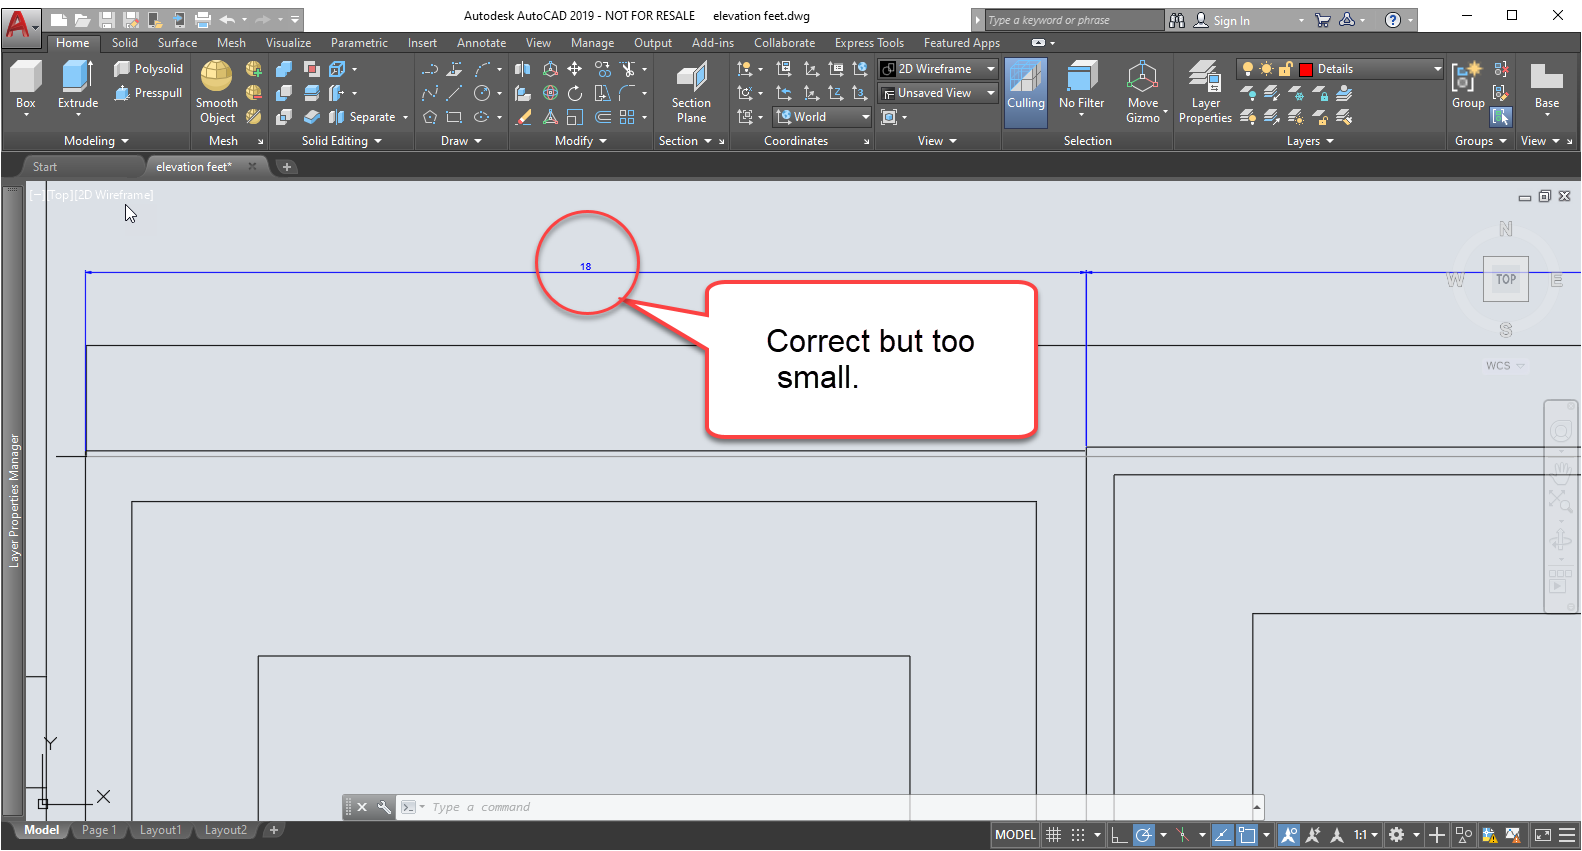 Autodesk AutoCAD 2019 - NOT FOR RESALE elevation feet.dwg
Type a keyword or phrase
Sign In
Home Solid Surface Mesh Visualize Parametric Insert Annotate View Manage Output Add-ins Collaborate Express Tools Featured Apps
Box
Extrude
Polysolid
Presspull
Modeling
Smooth
Object
Mesh
Separate
Solid Editing
Draw
Modify
Section
Plane
Section
World
Coordinates
2D Wireframe
Unsaved View
View
Culling
No Filter
Move
Gizmo
Selection
Layer
Properties
Details
Layers
Group
Groups
Base
View
Start
elevation feet*
[−][Top][2D Wireframe]
18
Correct but too
small.
N
W
TOP
E
S
WCS
Layer Properties Manager
Y
X
Type a command
Model Page 1 Layout1 Layout2
MODEL
1:1